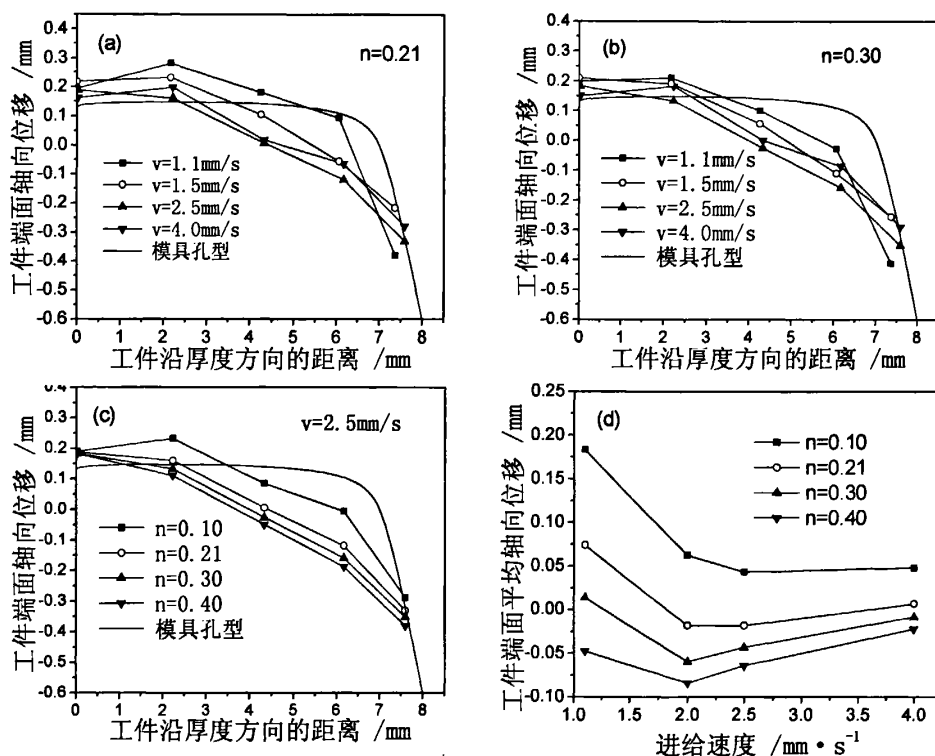 (a)
n=0.21
工件端面轴向位移 /mm
0.4
0.3
0.2
0.1
0.0
-0.1
-0.2
-0.3
-0.4
-0.5
-0.6
v=1.1mm/s
v=1.5mm/s
v=2.5mm/s
v=4.0mm/s
模具孔型
0 1 2 3 4 5 6 7 8
工件沿厚度方向的距离 /mm
(b)
n=0.30
工件端面轴向位移 /mm
0.4
0.3
0.2
0.1
0.0
-0.1
-0.2
-0.3
-0.4
-0.5
-0.6
v=1.1mm/s
v=1.5mm/s
v=2.5mm/s
v=4.0mm/s
模具孔型
0 1 2 3 4 5 6 7 8
工件沿厚度方向的距离 /mm
(c)
v=2.5mm/s
工件端面轴向位移 /mm
0.4
0.3
0.2
0.1
0.0
-0.1
-0.2
-0.3
-0.4
-0.5
-0.6
n=0.10
n=0.21
n=0.30
n=0.40
模具孔型
0 1 2 3 4 5 6 7 8
工件沿厚度方向的距离 /mm
(d)
工件端面平均轴向位移 /mm
0.25
0.20
0.15
0.10
0.05
0.00
-0.05
-0.10
n=0.10
n=0.21
n=0.30
n=0.40
1.0 1.5 2.0 2.5 3.0 3.5 4.0
进给速度 /mm·s⁻¹